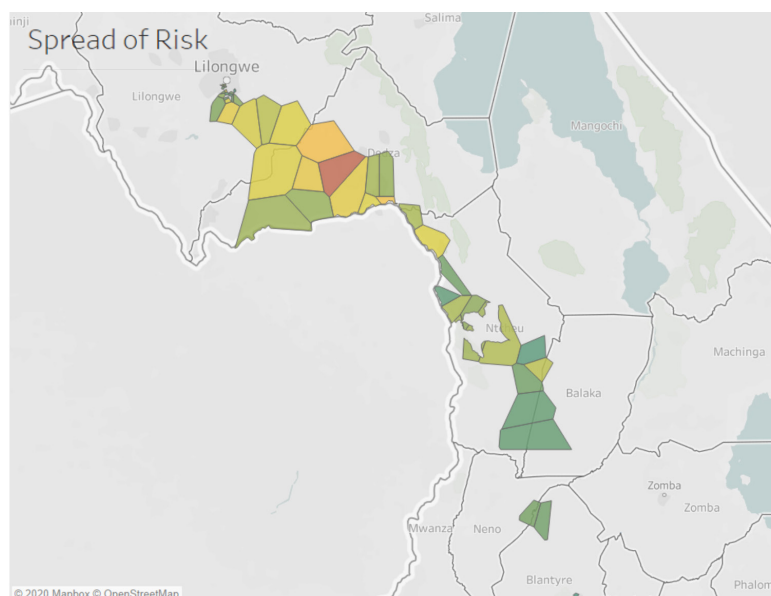 Spread of Risk
Salima
Lilongwe
Lilongwe
Mangochi
Dedza
Ntcheu
Machinga
Balaka
Zomba
Zomba
Mwanza
Neno
Blantyre
Phalom
© 2020 Mapbox © OpenStreetMap